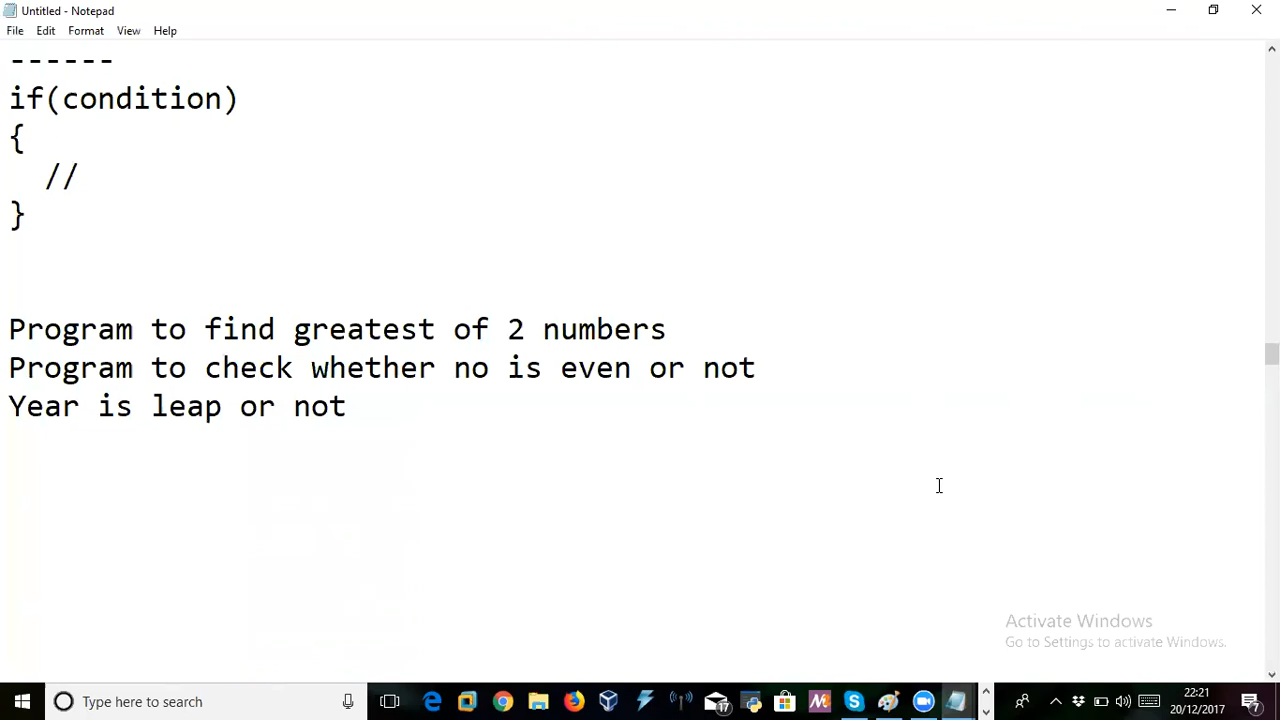 Untitled - Notepad
File Edit Format View Help
------
if(condition)
{
//
}
Program to find greatest of 2 numbers
Program to check whether no is even or not
Year is leap or not
Activate Windows
Go to Settings to activate Windows.
Type here to search
17
22:21
20/12/2017
7